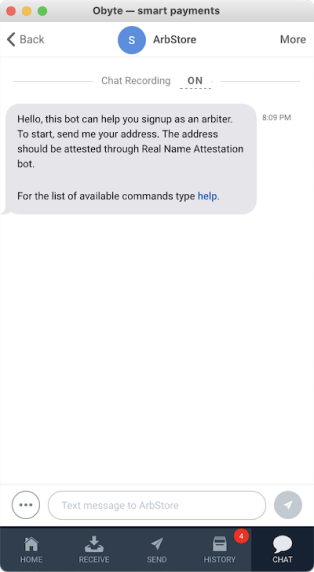 Obyte — smart payments
Back
S
ArbStore
More
Chat Recording ON
Hello, this bot can help you signup as an arbiter.
8:09 PM
To start, send me your address. The address
should be attested through Real Name Attestation
bot.
For the list of available commands type help.
Text message to ArbStore
4
HOME
RECEIVE
SEND
HISTORY
CHAT